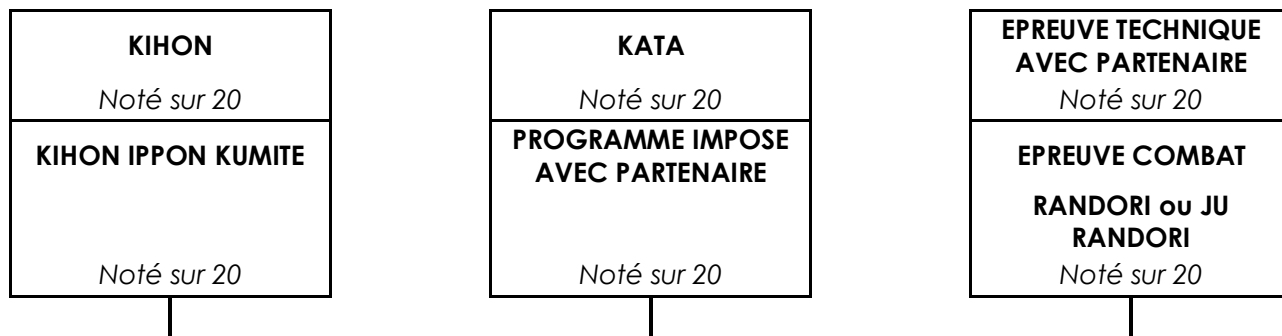 KIHON
Noté sur 20
KIHON IPPON KUMITE
Noté sur 20
KATA
Noté sur 20
PROGRAMME IMPOSE
AVEC PARTENAIRE
Noté sur 20
EPREUVE TECHNIQUE
AVEC PARTENAIRE
Noté sur 20
EPREUVE COMBAT
RANDORI ou JU
RANDORI
Noté sur 20